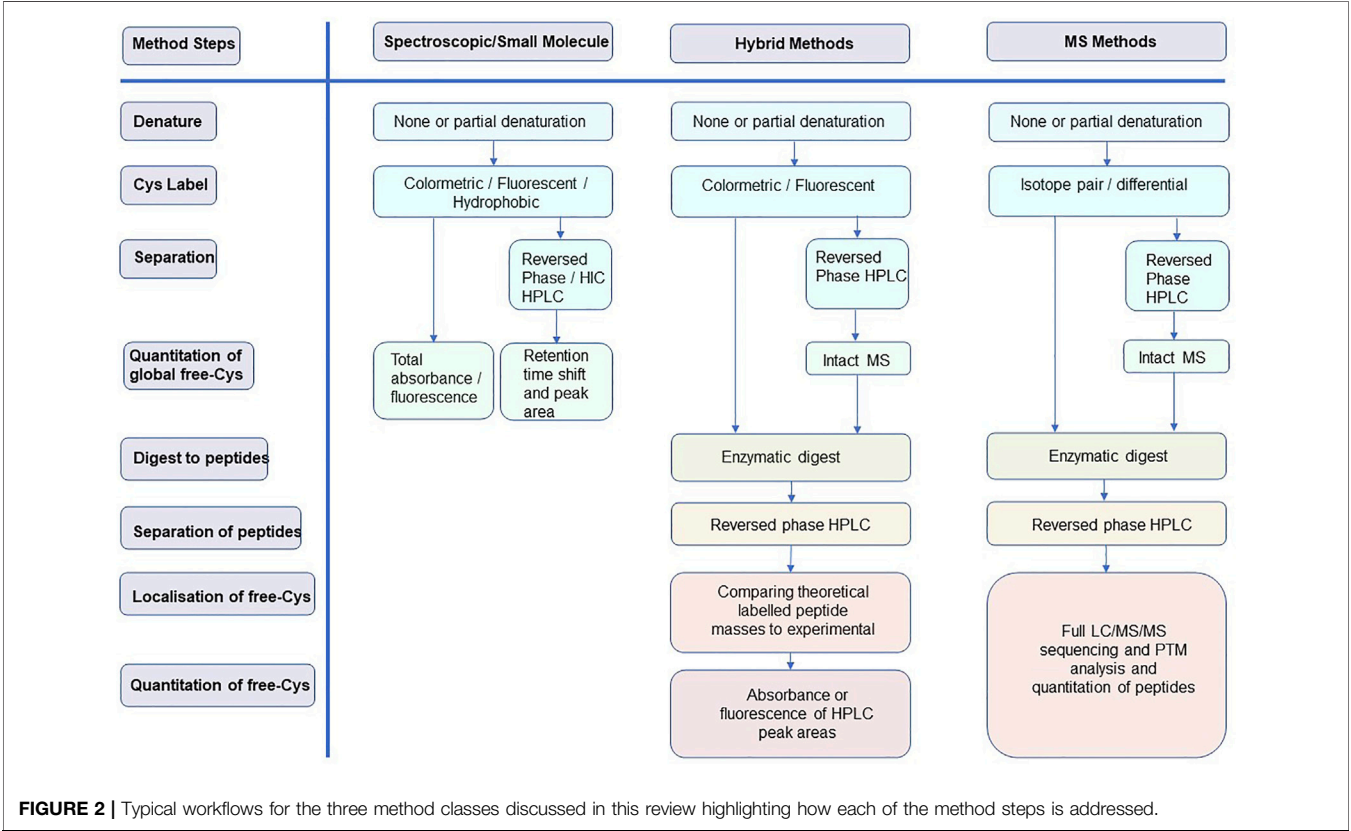 Method Steps
Spectroscopic/Small Molecule
Hybrid Methods
MS Methods
Denature
None or partial denaturation
None or partial denaturation
None or partial denaturation
Cys Label
Colormetric / Fluorescent /
Hydrophobic
Colormetric / Fluorescent
Isotope pair / differential
Separation
Reversed
Phase / HIC
HPLC
Reversed
Phase HPLC
Reversed
Phase
HPLC
Quantitation of
global free-Cys
Total
absorbance /
fluorescence
Retention
time shift
and peak
area
Intact MS
Intact MS
Digest to peptides
Enzymatic digest
Enzymatic digest
Separation of peptides
Reversed phase HPLC
Reversed phase HPLC
Localisation of free-Cys
Comparing theoretical
labelled peptide
masses to experimental
Full LC/MS/MS
sequencing and PTM
analysis and
quantitation of peptides
Quantitation of free-Cys
Absorbance or
fluorescence of HPLC
peak areas
FIGURE 2 | Typical workflows for the three method classes discussed in this review highlighting how each of the method steps is addressed.